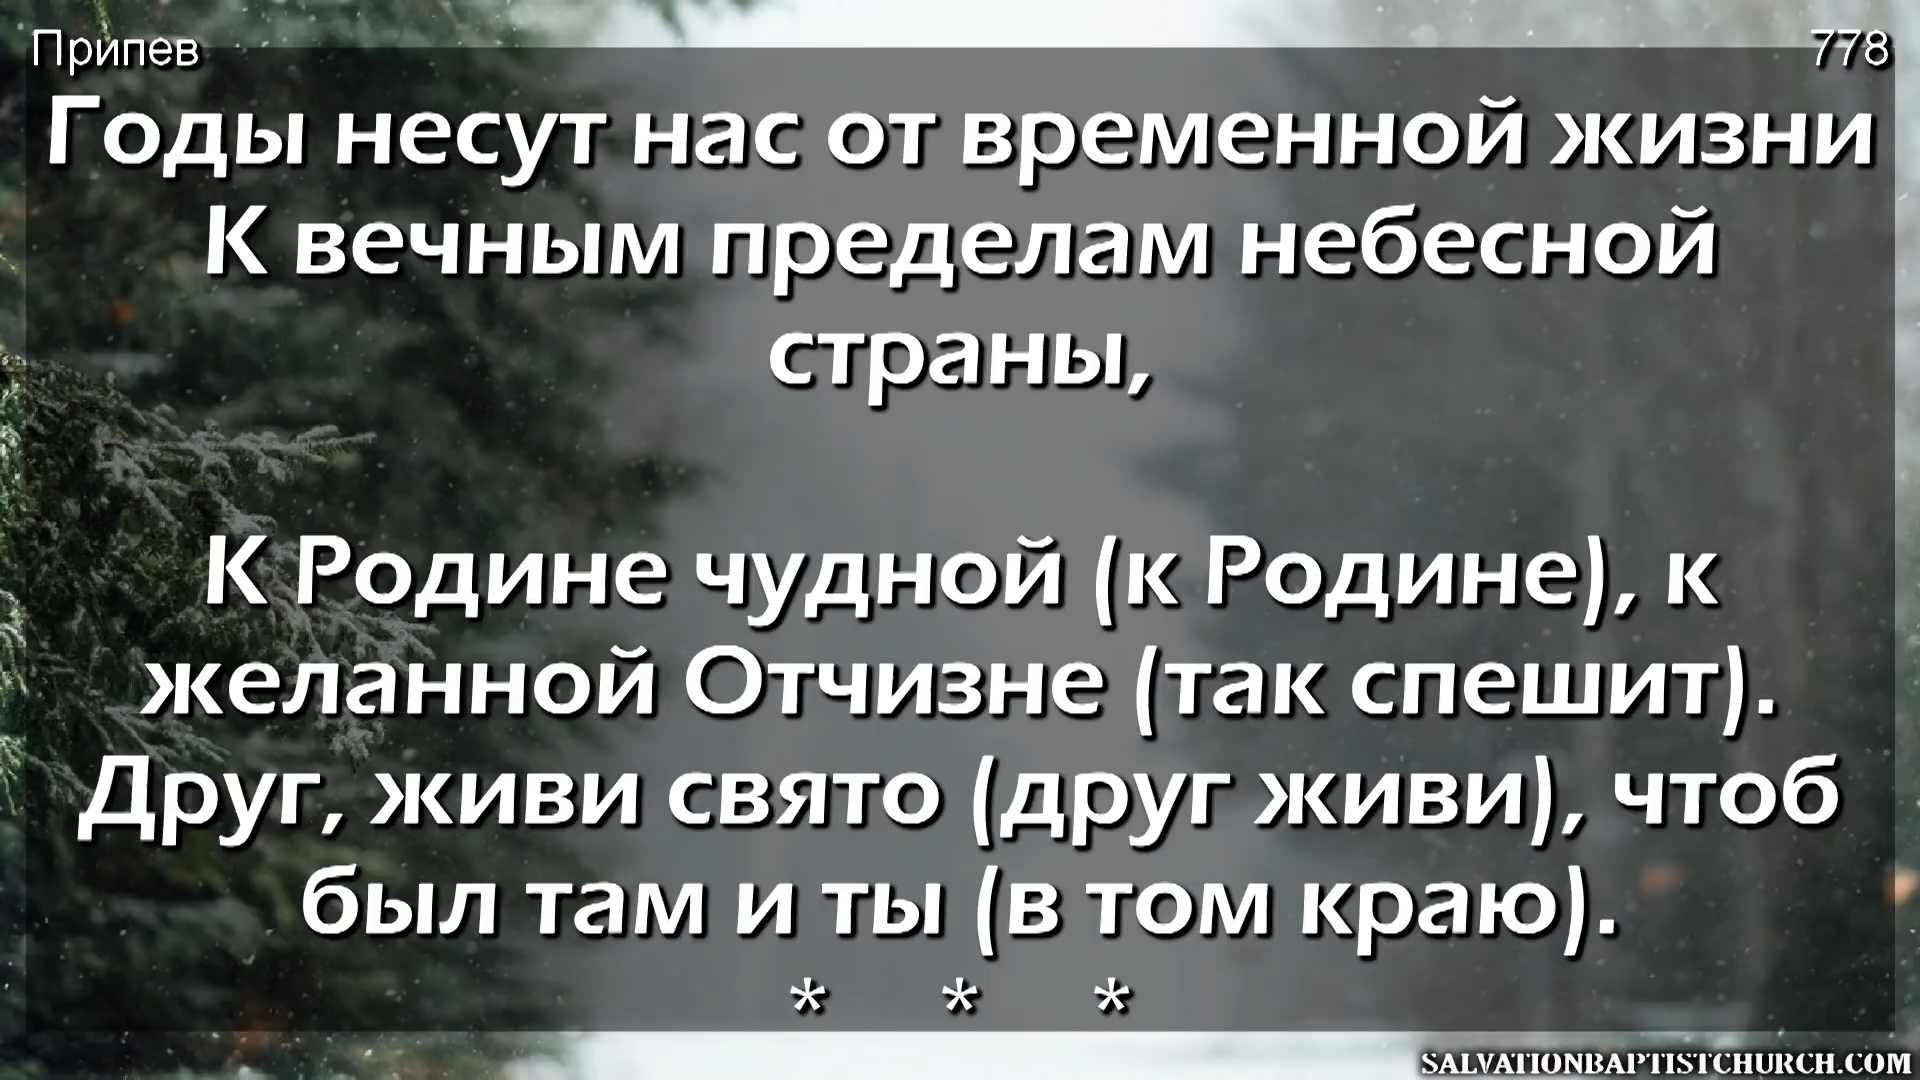 Припев
778
Годы несут нас от временной жизни
К вечным пределам небесной
страны,
К Родине чудной (к Родине), к
желанной Отчизне (так спешит).
Друг, живи свято (друг живи), чтоб
был там и ты (в том краю).
* * *
SALVATIONBAPTISTCHURCH.COM